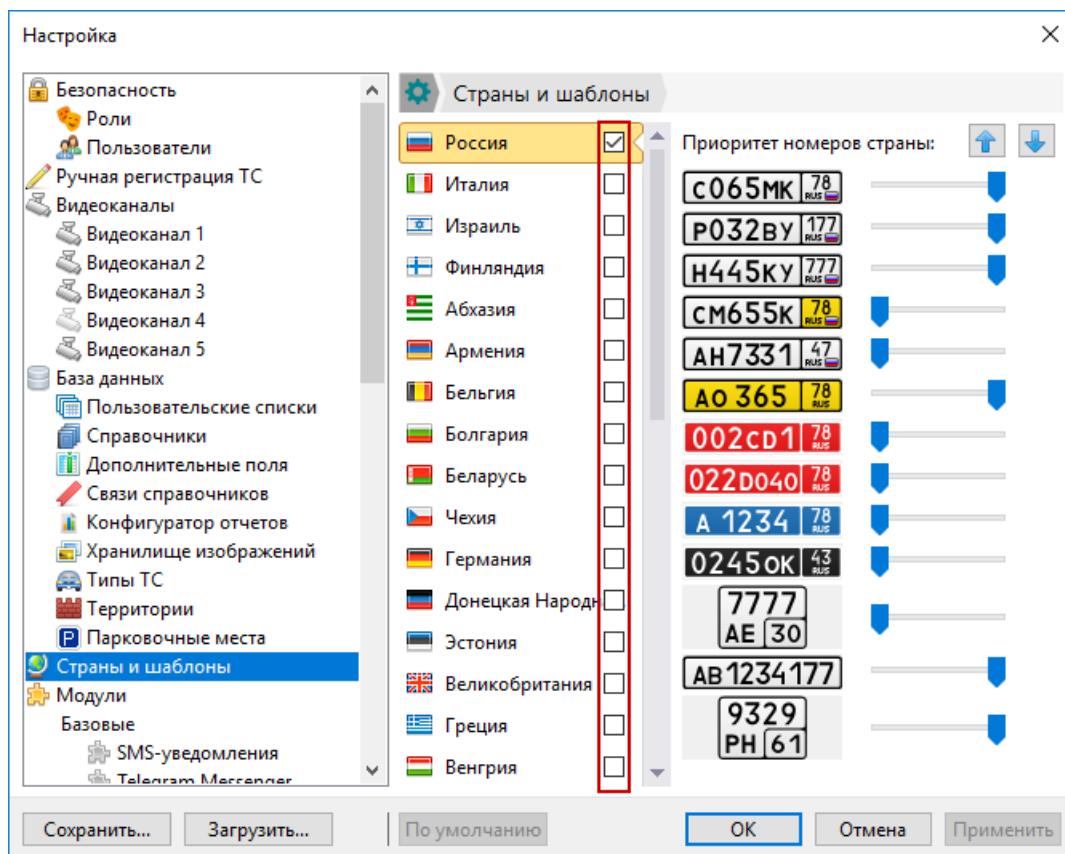 Настройка
Безопасность
Роли
Пользователи
Ручная регистрация ТС
Видеоканалы
Видеоканал 1
Видеоканал 2
Видеоканал 3
Видеоканал 4
Видеоканал 5
База данных
Пользовательские списки
Справочники
Дополнительные поля
Связи справочников
Конфигуратор отчетов
Хранилище изображений
Типы ТС
Территории
Парковочные места
Страны и шаблоны
Модули
Базовые
SMS-уведомления
Telegram Messenger
Страны и шаблоны
Россия
Италия
Израиль
Финляндия
Абхазия
Армения
Бельгия
Болгария
Беларусь
Чехия
Германия
Донецкая Народн
Эстония
Великобритания
Греция
Венгрия
Приоритет номеров страны:
С065МК 78 RUS
Р032ВУ 177 RUS
Н445КУ 777 RUS
СМ655К 78 RUS
АН7331 47 RUS
АО 365 78 RUS
002CD1 78 RUS
022D040 78 RUS
А 1234 78 RUS
0245ОК 43 RUS
7777
АЕ 30
АВ1234177
9329
РН 61
Сохранить...
Загрузить...
По умолчанию
OK
Отмена
Применить